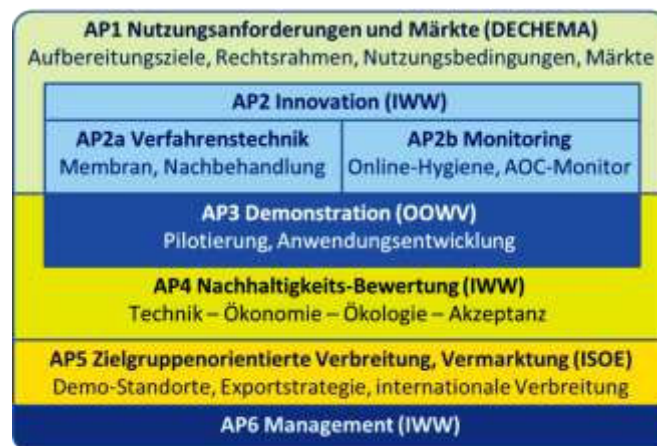 AP1 Nutzungsanforderungen und Märkte (DECHEMA)
Aufbereitungsziele, Rechtsrahmen, Nutzungsbedingungen, Märkte
AP2 Innovation (IWW)
AP2a Verfahrenstechnik
Membran, Nachbehandlung
AP2b Monitoring
Online-Hygiene, AOC-Monitor
AP3 Demonstration (OOWV)
Pilotierung, Anwendungsentwicklung
AP4 Nachhaltigkeits-Bewertung (IWW)
Technik – Ökonomie – Ökologie – Akzeptanz
AP5 Zielgruppenorientierte Verbreitung, Vermarktung (ISOE)
Demo-Standorte, Exportstrategie, internationale Verbreitung
AP6 Management (IWW)